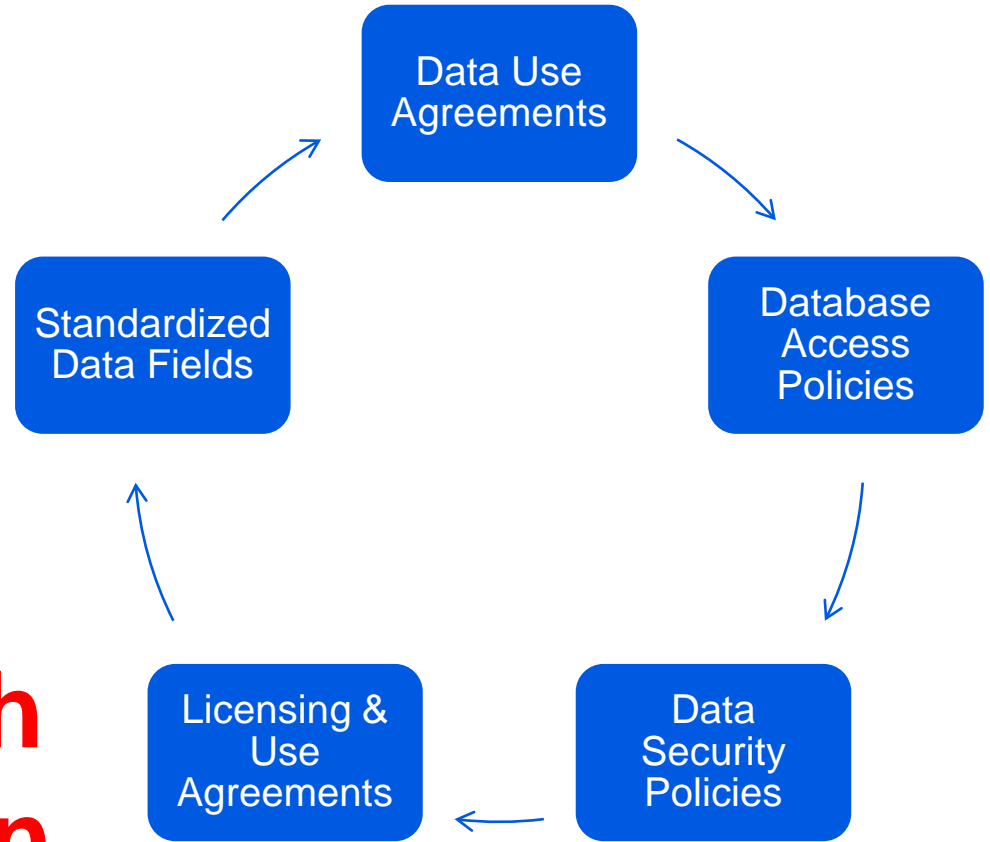 Data Use
Agreements
Database
Access
Policies
Data
Security
Policies
Licensing &
Use
Agreements
Standardized
Data Fields
h
n